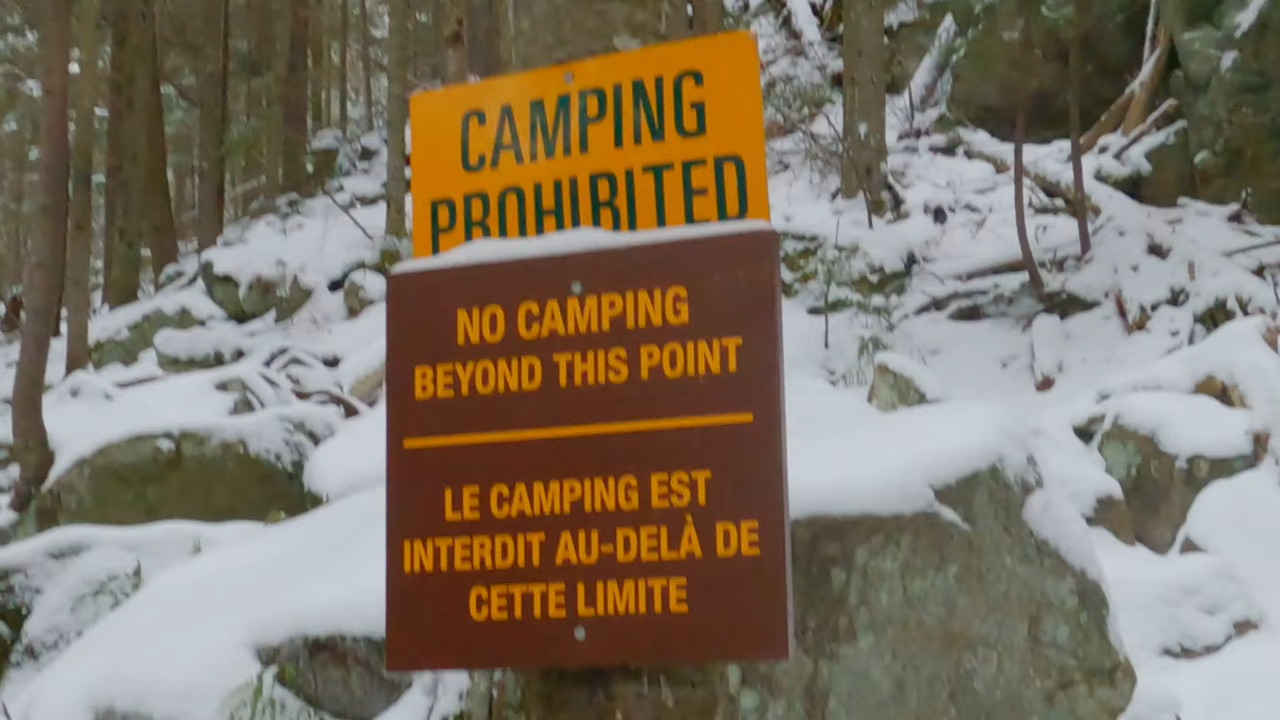 CAMPING
PROHIBITED
NO CAMPING
BEYOND THIS POINT
LE CAMPING EST
INTERDIT AU-DELÀ DE
CETTE LIMITE